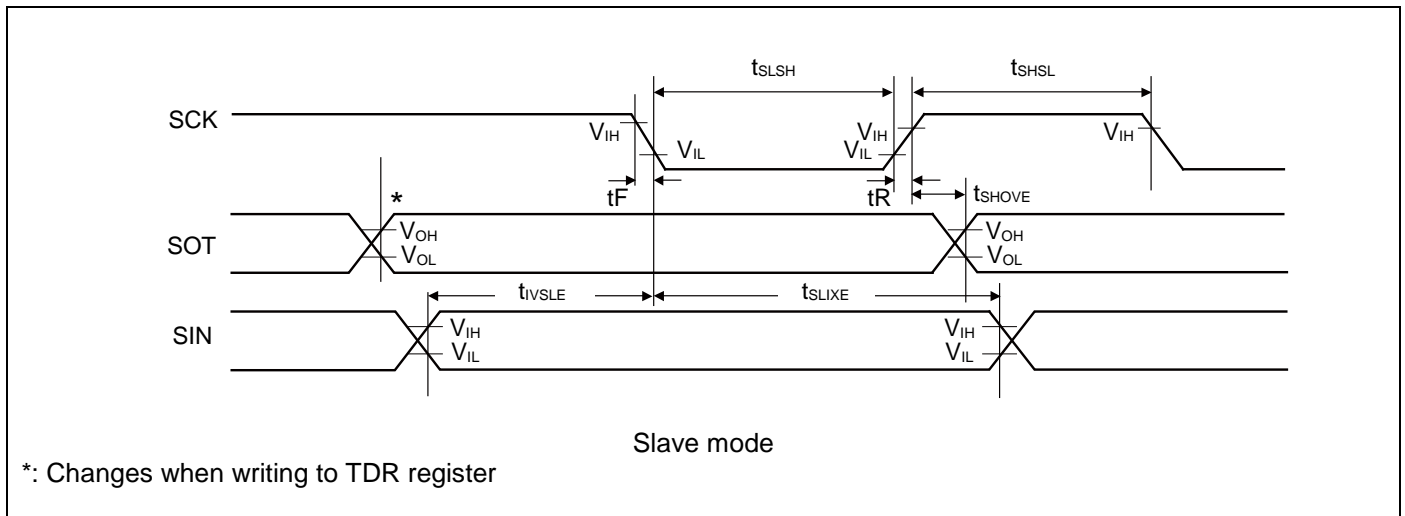 tSLSH
tSHSL
SCK
VIH
VIL
VIL
VIH
VIH
tF
tR
tSHOVE
*
SOT
VOH
VOL
VOH
VOL
tIVSLE
tSLIXE
SIN
VIH
VIL
VIH
VIL
Slave mode
*: Changes when writing to TDR register